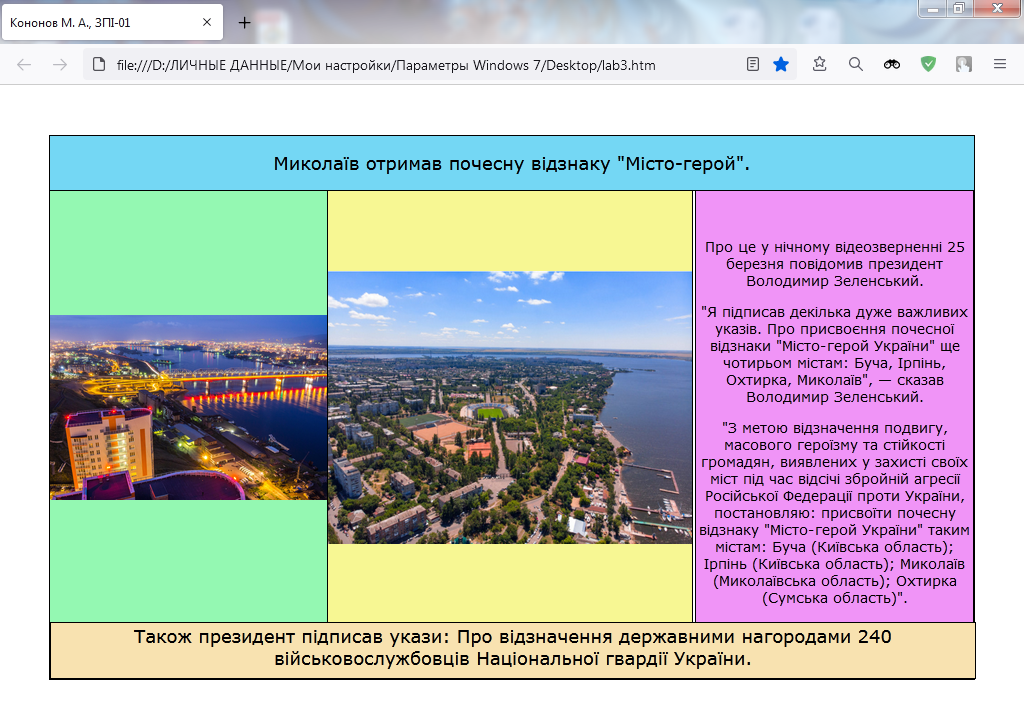 Кононов М. А., ЗПІ-01
file:///D:/ЛИЧНЫЕ ДАННЫЕ/Мои настройки/Параметры Windows 7/Desktop/lab3.htm
Миколаїв отримав почесну відзнаку "Місто-герой".
Про це у нічному відеозверненні 25
березня повідомив президент
Володимир Зеленський.
"Я підписав декілька дуже важливих
указів. Про присвоєння почесної
відзнаки "Місто-герой України" ще
чотирьом містам: Буча, Ірпінь,
Охтирка, Миколаїв", — сказав
Володимир Зеленський.
"З метою відзначення подвигу,
масового героїзму та стійкості
громадян, виявлених у захисті своїх
міст під час відсічі збройній агресії
Російської Федерації проти України,
постановляю: присвоїти почесну
відзнаку "Місто-герой України" таким
містам: Буча (Київська область);
Ірпінь (Київська область); Миколаїв
(Миколаївська область); Охтирка
(Сумська область)".
Також президент підписав укази: Про відзначення державними нагородами 240
військовослужбовців Національної гвардії України.